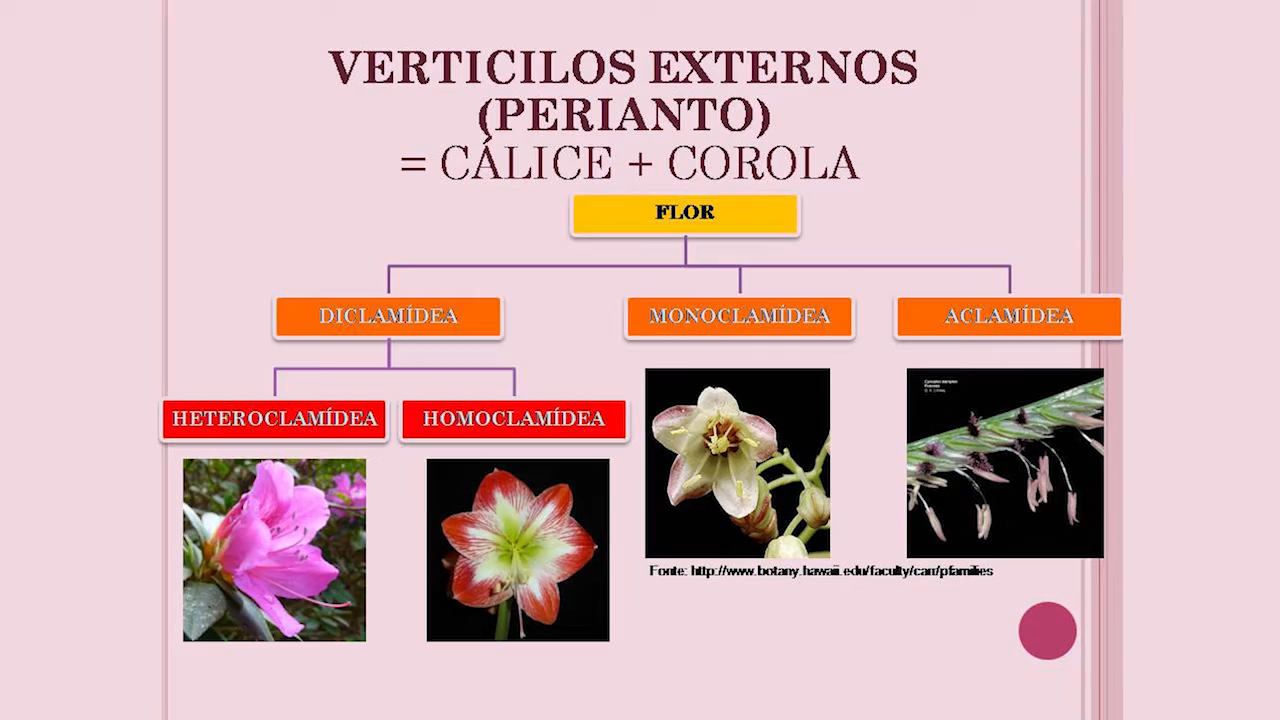 VERTICILOS EXTERNOS
(PERIANTO)
= CÁLICE + COROLA
FLOR
DICLAMÍDEA
MONOCLAMÍDEA
ACLAMÍDEA
HETEROCLAMÍDEA
HOMOCLAMÍDEA
Fonte: http://www.botany.hawaii.edu/faculty/carr/pfamilies